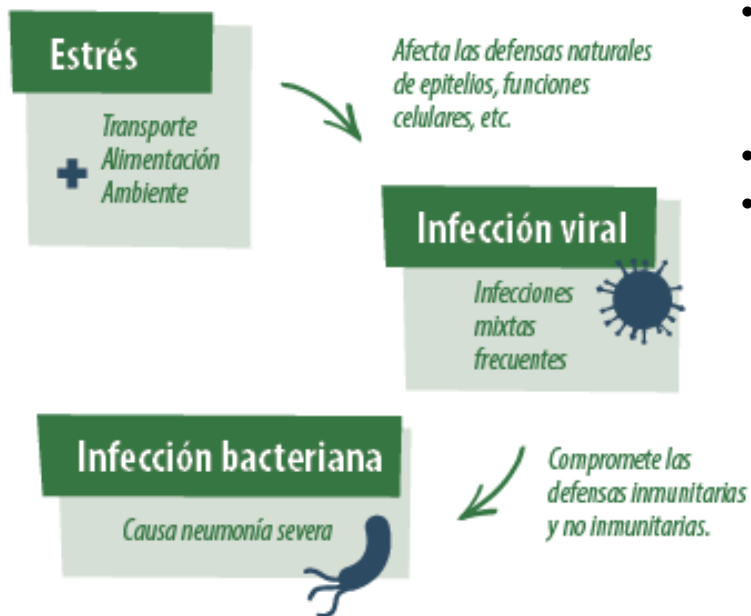 Estrés
Transporte
Alimentación
Ambiente
Afecta las defensas naturales
de epitelios, funciones
celulares, etc.
Infección viral
Infecciones
mixtas
frecuentes
Compromete las
defensas inmunitarias
y no inmunitarias.
Infección bacteriana
Causa neumonía severa